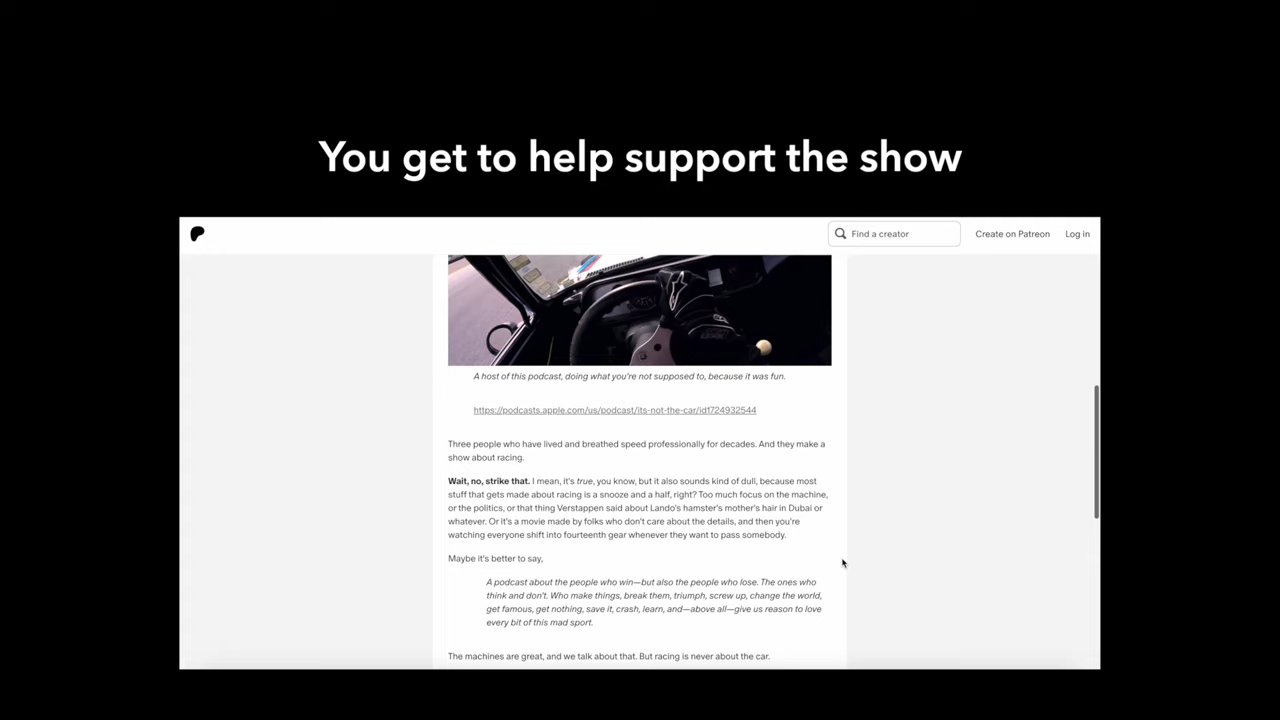 You get to help support the show
Find a creator
Create on Patreon
Log in
A host of this podcast, doing what you're not supposed to, because it was fun.
https://podcasts.apple.com/us/podcast/its-not-the-car/id1724932544
Three people who have lived and breathed speed professionally for decades. And they make a
show about racing.
Wait, no, strike that. I mean, it's true, you know, but it also sounds kind of dull, because most
stuff that gets made about racing is a snooze and a half, right? Too much focus on the machine,
or the politics, or that thing Verstappen said about Lando's hamster's mother's hair in Dubai or
whatever. Or it's a movie made by folks who don't care about the details, and then you're
watching everyone shift into fourteenth gear whenever they want to pass somebody.
Maybe it's better to say,
A podcast about the people who win—but also the people who lose. The ones who
think and don't. Who make things, break them, triumph, screw up, change the world,
get famous, get nothing, save it, crash, learn, and—above all—give us reason to love
every bit of this mad sport.
The machines are great, and we talk about that. But racing is never about the car.